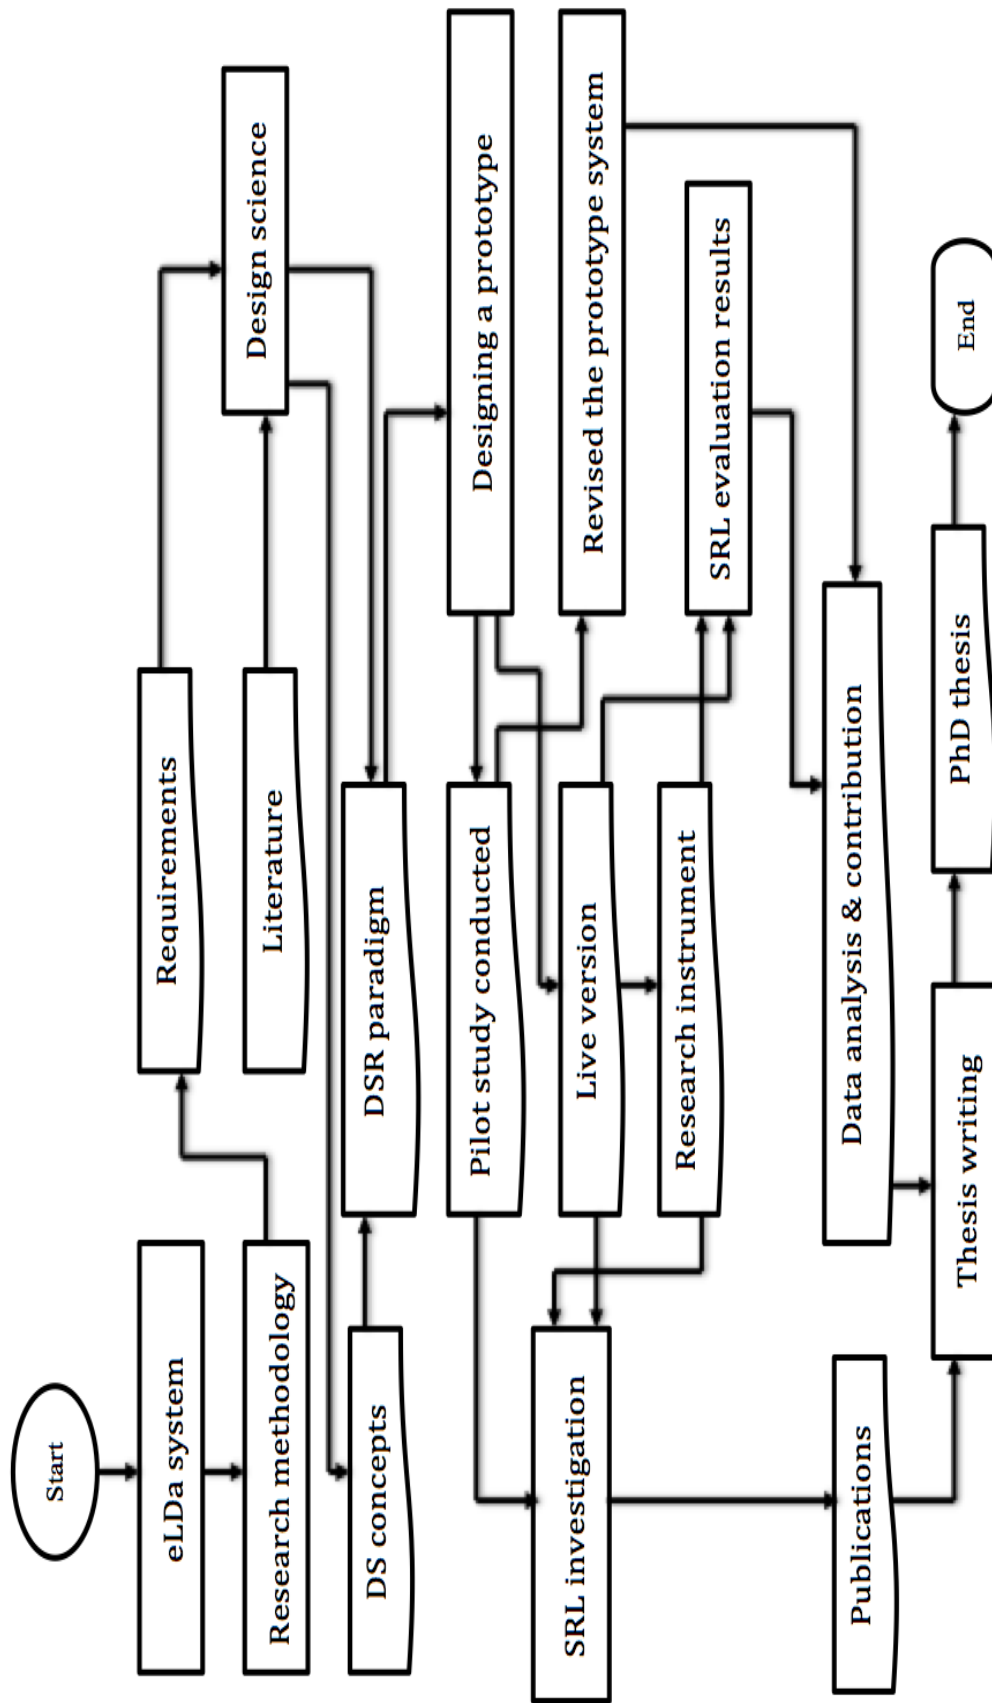 Start
eLDa system
Research methodology
Requirements
Literature
Design science
DS concepts
DSR paradigm
Designing a prototype
Pilot study conducted
Revised the prototype system
Live version
Research instrument
SRL investigation
SRL evaluation results
Publications
Data analysis & contribution
Thesis writing
PhD thesis
End